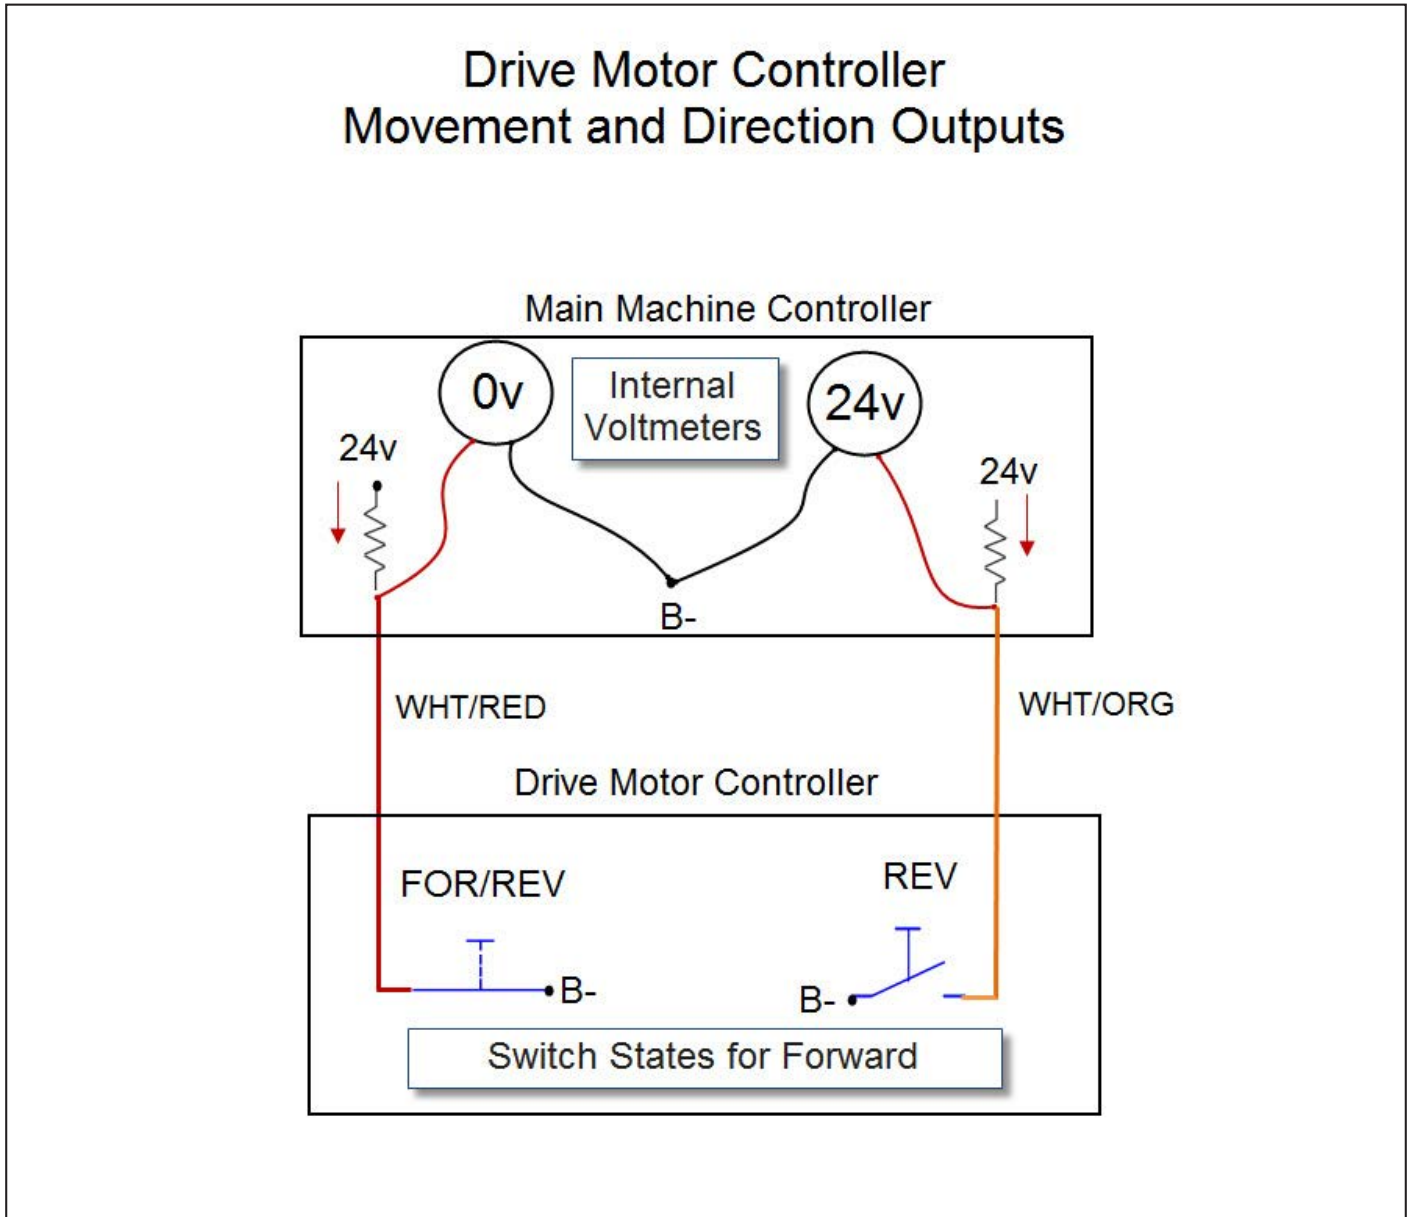 Drive Motor Controller
Movement and Direction Outputs
Main Machine Controller
0v
Internal
Voltmeters
24v
24v
24v
B-
WHT/RED
WHT/ORG
Drive Motor Controller
FOR/REV
REV
B-
B-
Switch States for Forward